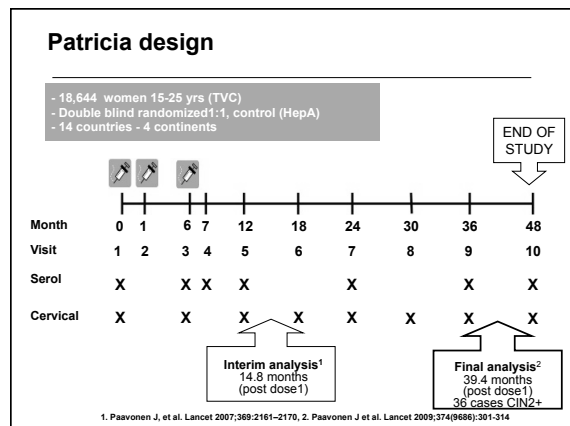 Patricia design
- 18,644 women 15-25 yrs (TVC)
- Double blind randomized1:1, control (HepA)
- 14 countries - 4 continents
END OF
STUDY
Month 0 1 6 7 12 18 24 30 36 48
Visit 1 2 3 4 5 6 7 8 9 10
Serol X X X X X X X
Cervical X X X X X X X X
Interim analysis1
14.8 months
(post dose1)
Final analysis2
39.4 months
(post dose1)
36 cases CIN2+
1. Paavonen J, et al. Lancet 2007;369:2161–2170, 2. Paavonen J et al. Lancet 2009;374(9686):301-314